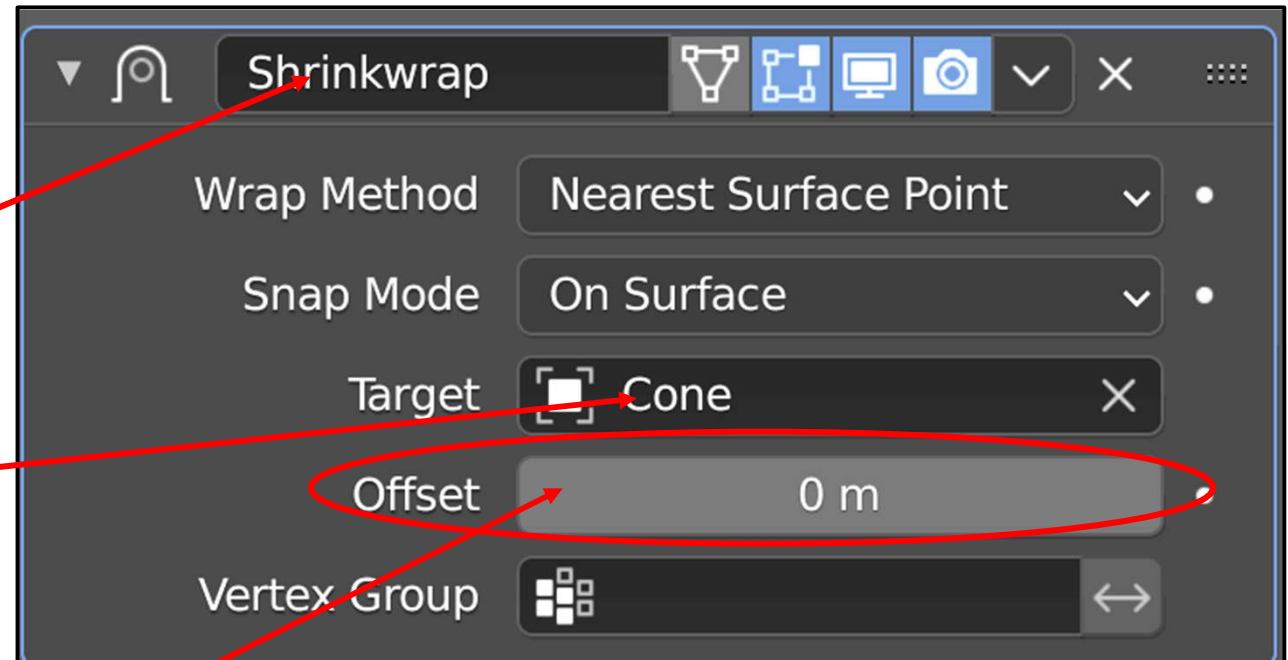 Shrinkwrap
Wrap Method Nearest Surface Point
Snap Mode On Surface
Target Cone
Offset 0 m
Vertex Group